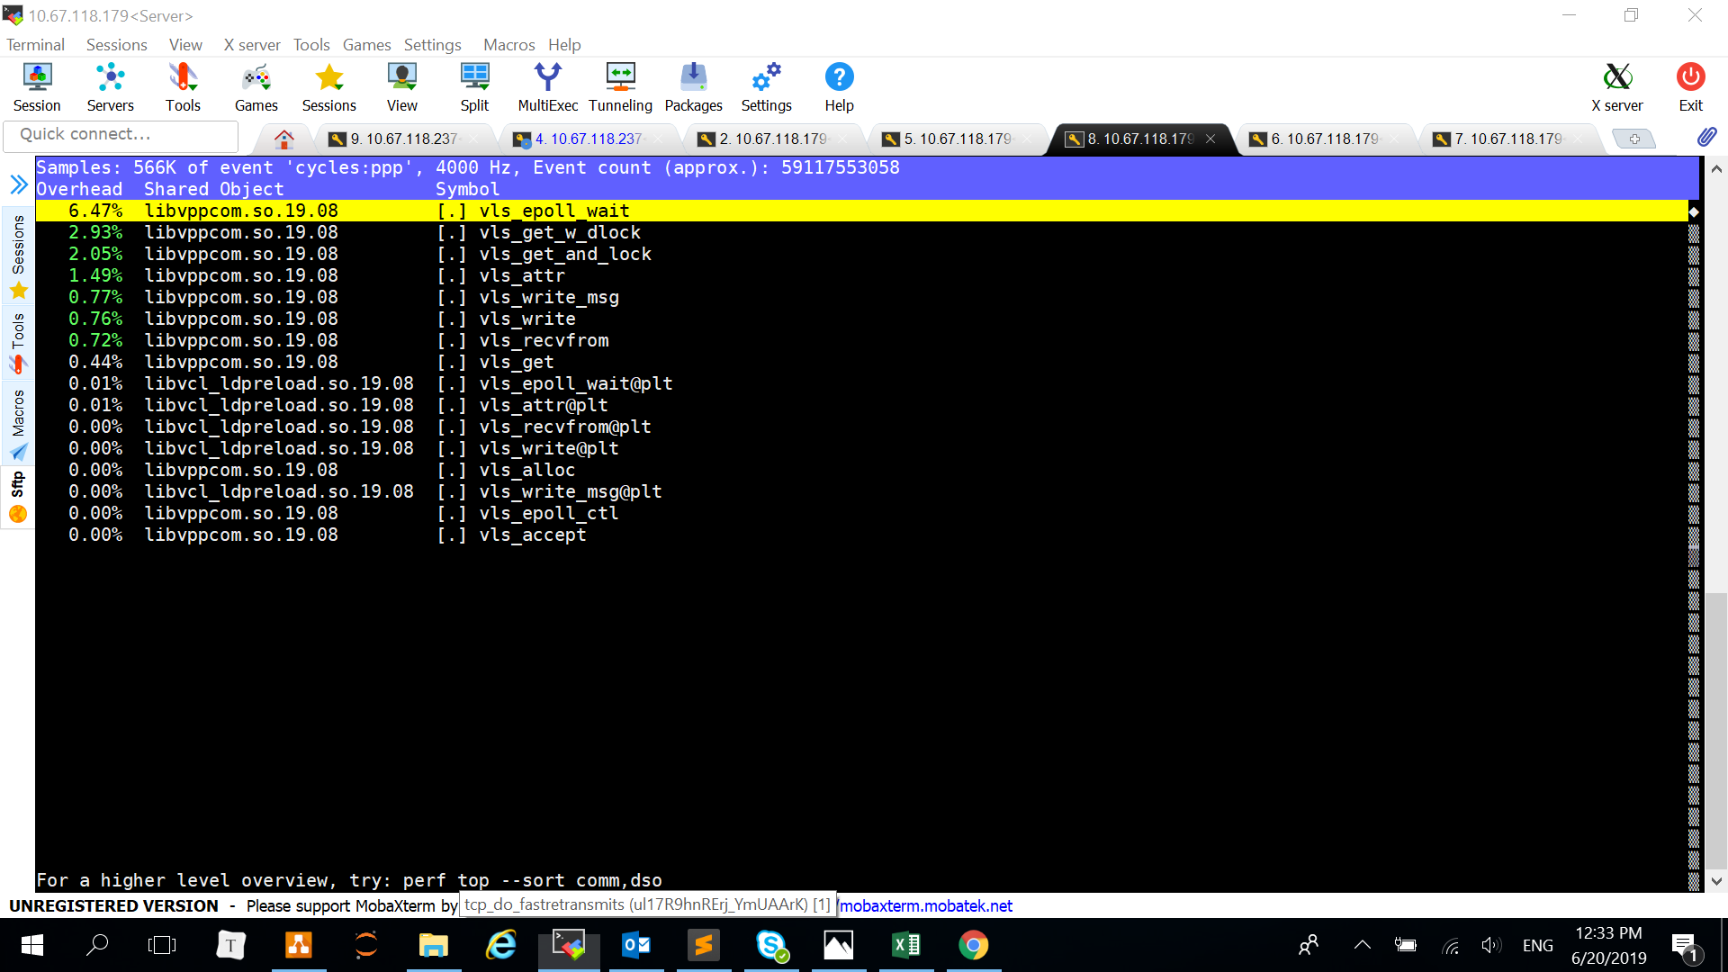 10.67.118.179<Server>
Terminal Sessions View X server Tools Games Settings Macros Help
Session Servers Tools Games Sessions View Split MultiExec Tunneling Packages Settings Help X server Exit
Quick connect... 9. 10.67.118.237 4. 10.67.118.237 2. 10.67.118.179 5. 10.67.118.179 8. 10.67.118.179 6. 10.67.118.179 7. 10.67.118.179
Samples: 566K of event 'cycles:ppp', 4000 Hz, Event count (approx.): 59117553058
Overhead Shared Object Symbol
6.47% libvppcom.so.19.08 [.] vls_epoll_wait
2.93% libvppcom.so.19.08 [.] vls_get_w_dlock
2.05% libvppcom.so.19.08 [.] vls_get_and_lock
1.49% libvppcom.so.19.08 [.] vls_attr
0.77% libvppcom.so.19.08 [.] vls_write_msg
0.76% libvppcom.so.19.08 [.] vls_write
0.72% libvppcom.so.19.08 [.] vls_recvfrom
0.44% libvppcom.so.19.08 [.] vls_get
0.01% libvcl_ldpreload.so.19.08 [.] vls_epoll_wait@plt
0.01% libvcl_ldpreload.so.19.08 [.] vls_attr@plt
0.00% libvcl_ldpreload.so.19.08 [.] vls_recvfrom@plt
0.00% libvcl_ldpreload.so.19.08 [.] vls_write@plt
0.00% libvppcom.so.19.08 [.] vls_alloc
0.00% libvcl_ldpreload.so.19.08 [.] vls_write_msg@plt
0.00% libvppcom.so.19.08 [.] vls_epoll_ctl
0.00% libvppcom.so.19.08 [.] vls_accept
Sessions
Tools
Macros
Sftp
For a higher level overview, try: perf top --sort comm,dso
UNREGISTERED VERSION - Please support MobaXterm by /mobaxterm.mobatek.net
tcp_do_fastretransmits (ul17R9hnRErj_YmUAArK) [1]
ENG
12:33 PM
6/20/2019
1